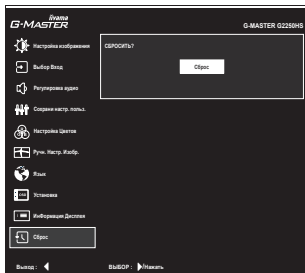 iiyama
G-MASTER
G-MASTER G2250HS
Настройка изображения
СБРОСИТЬ?
Сброс
Выбор Вход
Регулировка аудио
Сохрани настр. польз.
Настройка Цветов
Ручн. Настр. Изобр.
Язык
OSD
Установка
Информация Дисплея
Сброс
Выход :
ВЫБОР : /Нажать